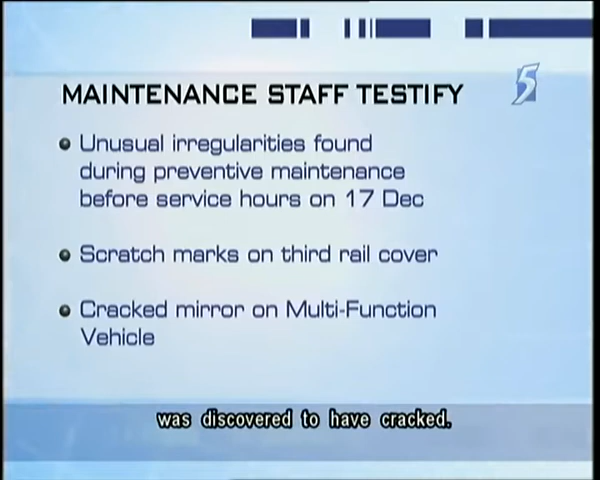 5
MAINTENANCE STAFF TESTIFY
Unusual irregularities found
during preventive maintenance
before service hours on 17 Dec
Scratch marks on third rail cover
Cracked mirror on Multi-Function
Vehicle
was discovered to have cracked.